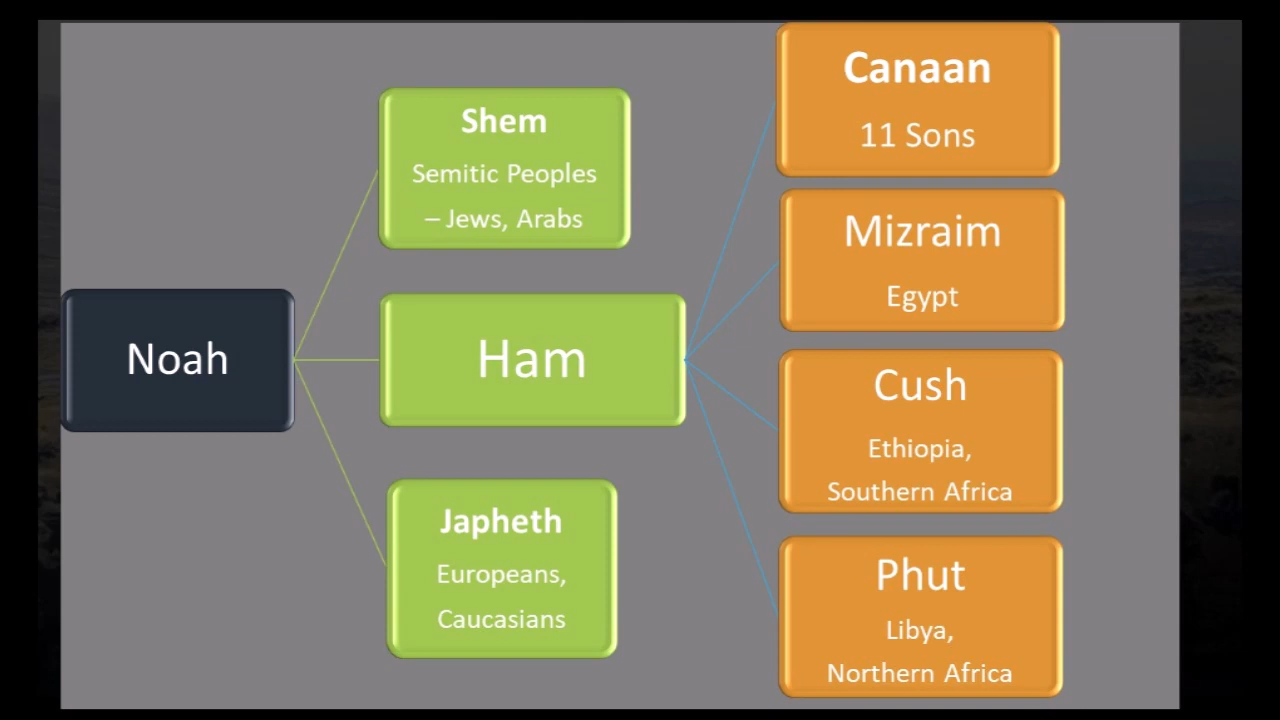 Noah
Shem
Semitic Peoples
– Jews, Arabs
Ham
Japheth
Europeans,
Caucasians
Canaan
11 Sons
Mizraim
Egypt
Cush
Ethiopia,
Southern Africa
Phut
Libya,
Northern Africa